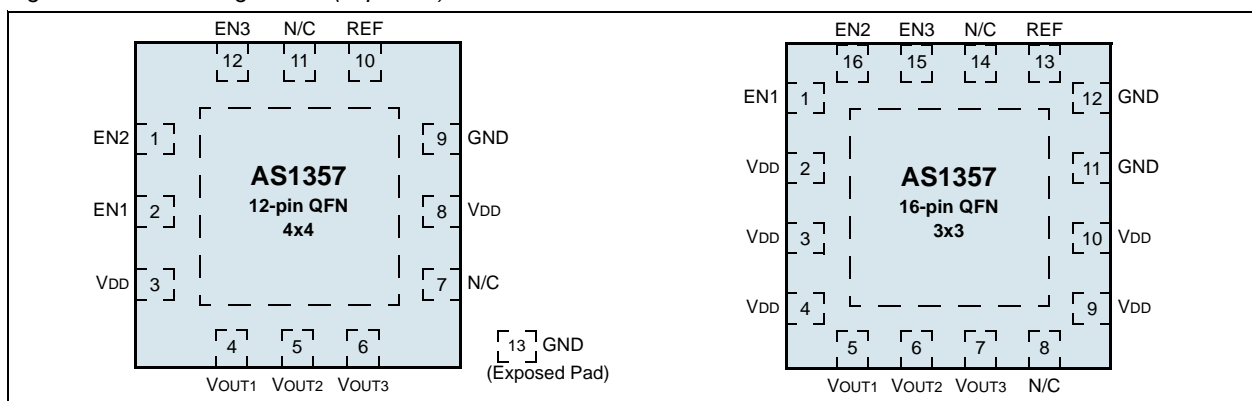 EN3 N/C REF
12 11 10
EN2 1
EN1 2
VDD 3
AS1357
12-pin QFN
4x4
9 GND
8 VDD
7 N/C
4 5 6
VOUT1 VOUT2 VOUT3
13 GND
(Exposed Pad)
EN2 EN3 N/C REF
16 15 14 13
EN1 1
VDD 2
VDD 3
VDD 4
AS1357
16-pin QFN
3x3
12 GND
11 GND
10 VDD
9 VDD
5 6 7 8
VOUT1 VOUT2 VOUT3 N/C